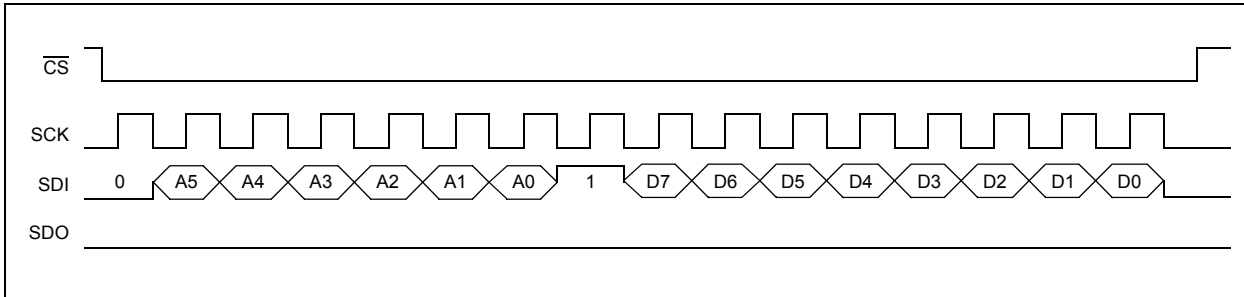 C̅S̅
SCK
SDI 0 A5 A4 A3 A2 A1 A0 1 D7 D6 D5 D4 D3 D2 D1 D0
SDO